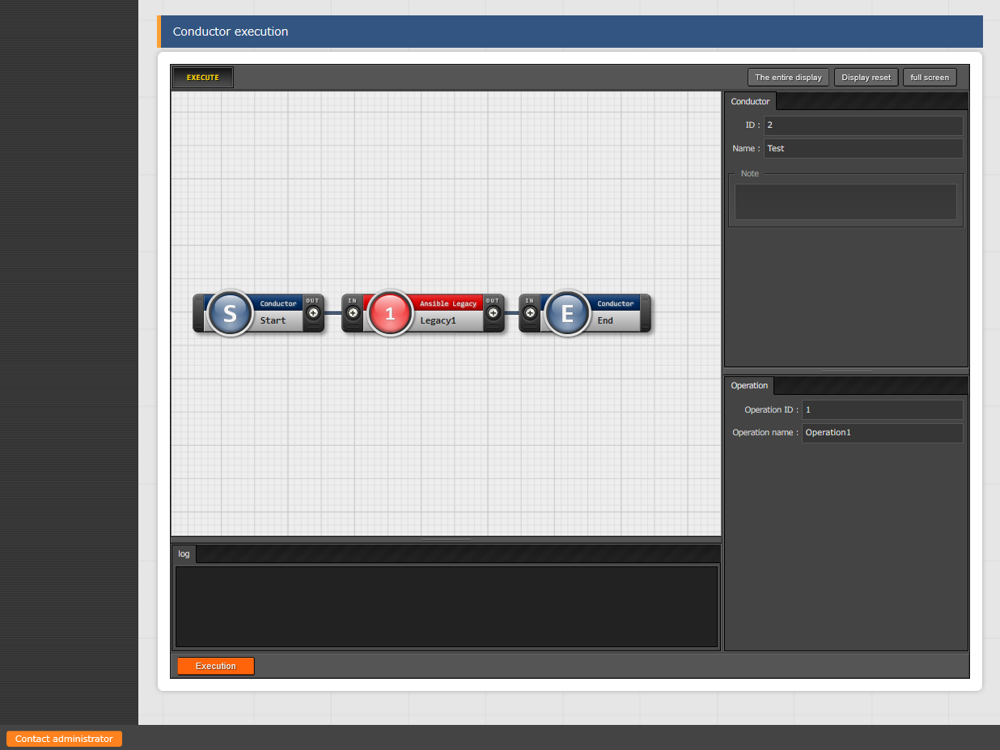 Conductor execution
EXECUTE
The entire display
Display reset
full screen
Conductor
ID : 2
Name : Test
Note
S
Conductor
Start
OUT
IN
1
Ansible Legacy
Legacy1
OUT
IN
E
Conductor
End
Operation
Operation ID : 1
Operation name : Operation1
log
Execution
Contact administrator